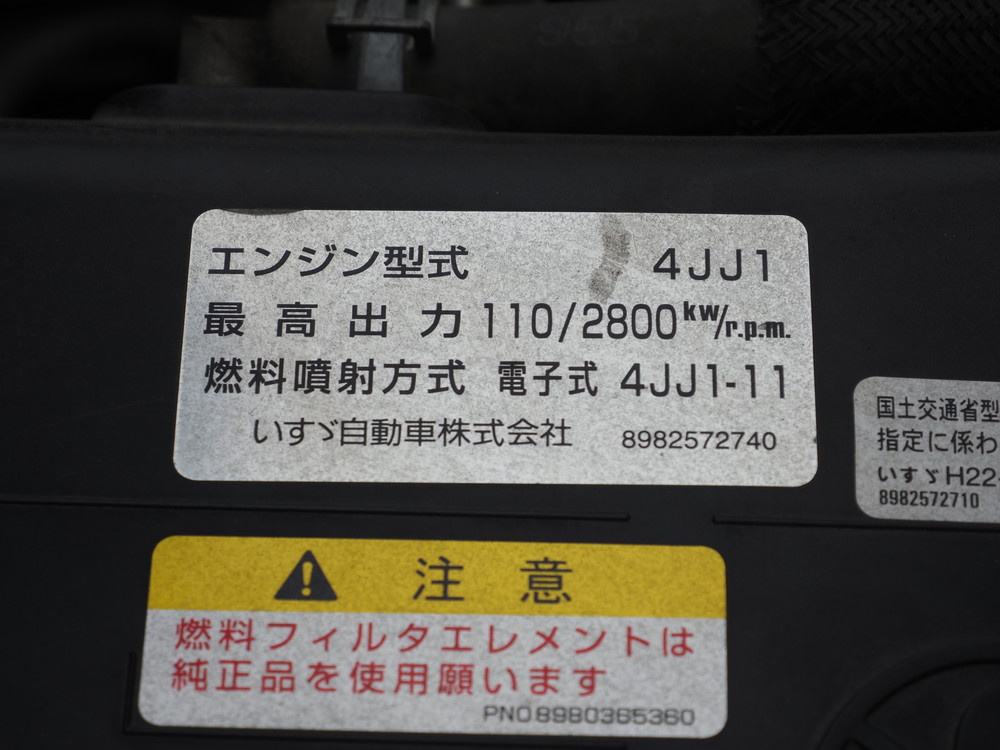 955
エンジン型式 4JJ1
最高出力 110/2800kw/r.p.m.
燃料噴射方式 電子式 4JJ1-11
いすゞ自動車株式会社 8982572740
国土交通省型
指定に係わ
いすゞH22-
8982572710
注意
燃料フィルタエレメントは
純正品を使用願います
PNO8980365360